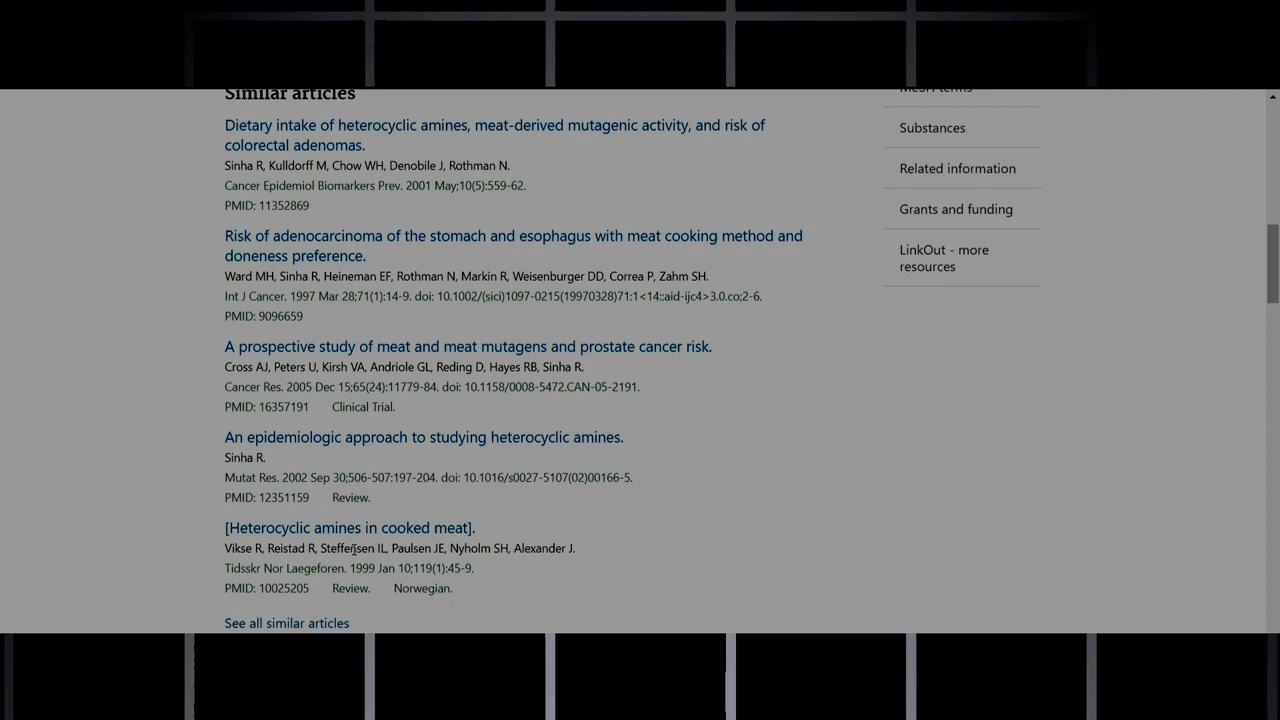 Similar articles
Dietary intake of heterocyclic amines, meat-derived mutagenic activity, and risk of
colorectal adenomas.
Sinha R, Kulldorff M, Chow WH, Denobile J, Rothman N.
Cancer Epidemiol Biomarkers Prev. 2001 May;10(5):559-62.
PMID: 11352869
Risk of adenocarcinoma of the stomach and esophagus with meat cooking method and
doneness preference.
Ward MH, Sinha R, Heineman EF, Rothman N, Markin R, Weisenburger DD, Correa P, Zahm SH.
Int J Cancer. 1997 Mar 28;71(1):14-9. doi: 10.1002/(sici)1097-0215(19970328)71:1<14::aid-ijc4>3.0.co;2-6.
PMID: 9096659
A prospective study of meat and meat mutagens and prostate cancer risk.
Cross AJ, Peters U, Kirsh VA, Andriole GL, Reding D, Hayes RB, Sinha R.
Cancer Res. 2005 Dec 15;65(24):11779-84. doi: 10.1158/0008-5472.CAN-05-2191.
PMID: 16357191 Clinical Trial.
An epidemiologic approach to studying heterocyclic amines.
Sinha R.
Mutat Res. 2002 Sep 30;506-507:197-204. doi: 10.1016/s0027-5107(02)00166-5.
PMID: 12351159 Review.
[Heterocyclic amines in cooked meat].
Vikse R, Reistad R, Steffensen IL, Paulsen JE, Nyholm SH, Alexander J.
Tidsskr Nor Laegeforen. 1999 Jan 10;119(1):45-9.
PMID: 10025205 Review. Norwegian.
See all similar articles
MeSH terms
Substances
Related information
Grants and funding
LinkOut - more
resources